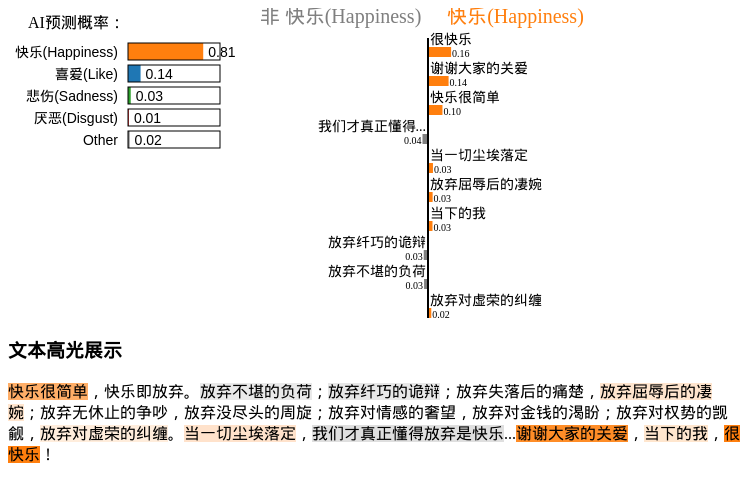 AI预测概率：
快乐(Happiness) 0.81
喜爱(Like) 0.14
悲伤(Sadness) 0.03
厌恶(Disgust) 0.01
Other 0.02
非 快乐(Happiness) 快乐(Happiness)
很快乐
0.16
谢谢大家的关爱
0.14
快乐很简单
0.10
我们才真正懂得...
0.04
当一切尘埃落定
0.03
放弃屈辱后的凄婉
0.03
当下的我
0.03
放弃纤巧的诡辩
0.03
放弃不堪的负荷
0.03
放弃对虚荣的纠缠
0.02
文本高光展示
快乐很简单，快乐即放弃。放弃不堪的负荷；放弃纤巧的诡辩；放弃失落后的痛楚，放弃屈辱后的凄
婉；放弃无休止的争吵，放弃没尽头的周旋；放弃对情感的奢望，放弃对金钱的渴盼；放弃对权势的觊
觎，放弃对虚荣的纠缠。当一切尘埃落定，我们才真正懂得放弃是快乐...谢谢大家的关爱，当下的我，很
快乐！